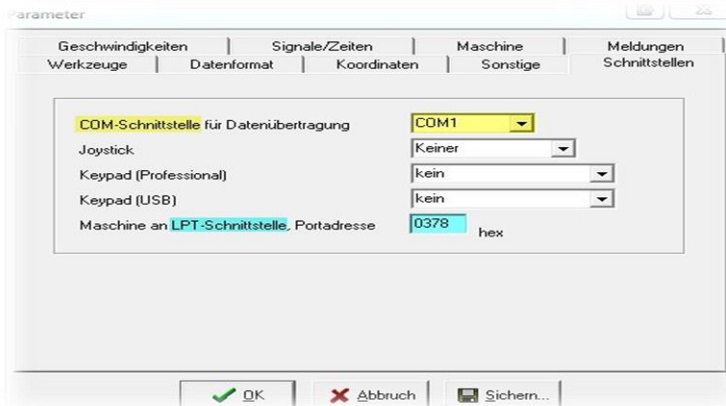 Parameter
Geschwindigkeiten Signale/Zeiten Maschine Meldungen
Werkzeuge Datenformat Koordinaten Sonstige Schnittstellen
COM-Schnittstelle für Datenübertragung COM1
Joystick Keiner
Keypad (Professional) kein
Keypad (USB) kein
Maschine an LPT-Schnittstelle, Portadresse 0378 hex
OK Abbruch Sichern...